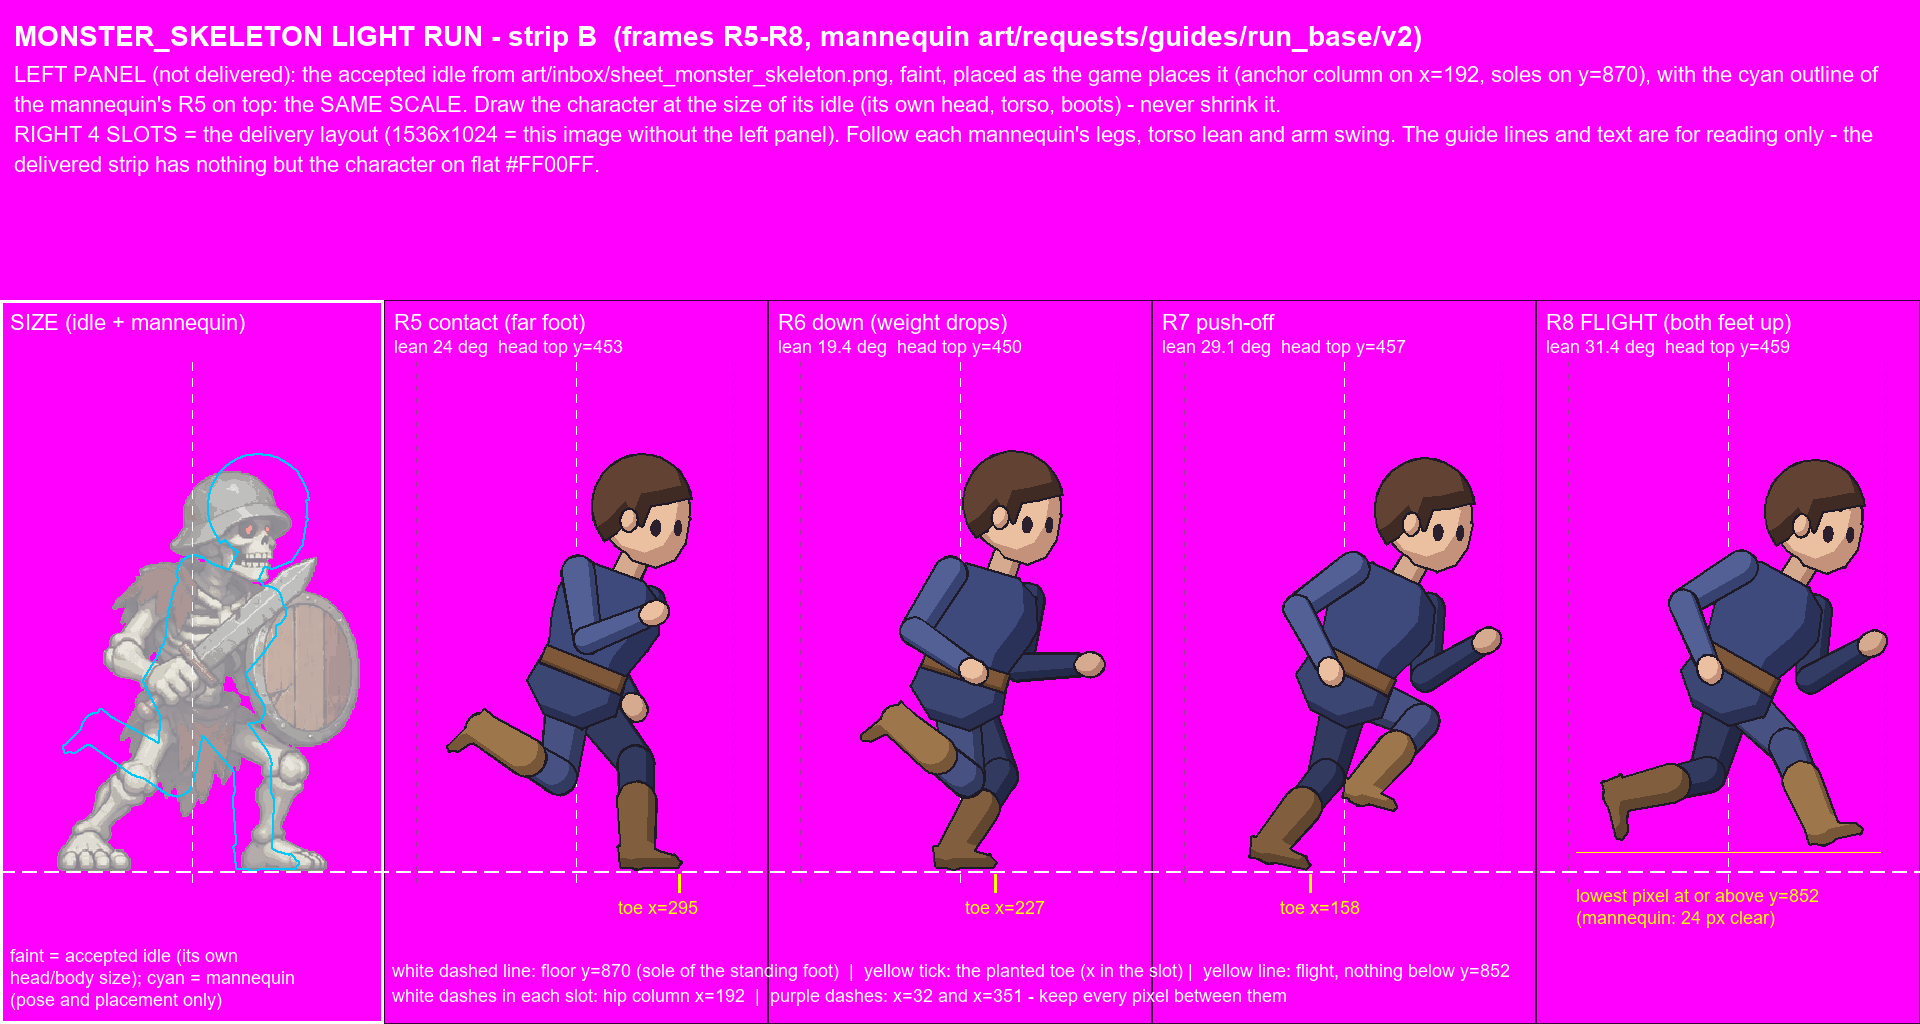 MONSTER_SKELETON LIGHT RUN - strip B  (frames R5-R8, mannequin art/requests/guides/run_base/v2)
LEFT PANEL (not delivered): the accepted idle from art/inbox/sheet_monster_skeleton.png, faint, placed as the game places it (anchor column on x=192, soles on y=870), with the cyan outline of
the mannequin's R5 on top: the SAME SCALE. Draw the character at the size of its idle (its own head, torso, boots) - never shrink it.
RIGHT 4 SLOTS = the delivery layout (1536x1024 = this image without the left panel). Follow each mannequin's legs, torso lean and arm swing. The guide lines and text are for reading only - the
delivered strip has nothing but the character on flat #FF00FF.
SIZE (idle + mannequin)
R5 contact (far foot)
lean 24 deg  head top y=453
R6 down (weight drops)
lean 19.4 deg  head top y=450
R7 push-off
lean 29.1 deg  head top y=457
R8 FLIGHT (both feet up)
lean 31.4 deg  head top y=459
toe x=295
toe x=227
toe x=158
lowest pixel at or above y=852
(mannequin: 24 px clear)
faint = accepted idle (its own
head/body size); cyan = mannequin
(pose and placement only)
white dashed line: floor y=870 (sole of the standing foot)  |  yellow tick: the planted toe (x in the slot) |  yellow line: flight, nothing below y=852
white dashes in each slot: hip column x=192  |  purple dashes: x=32 and x=351 - keep every pixel between them